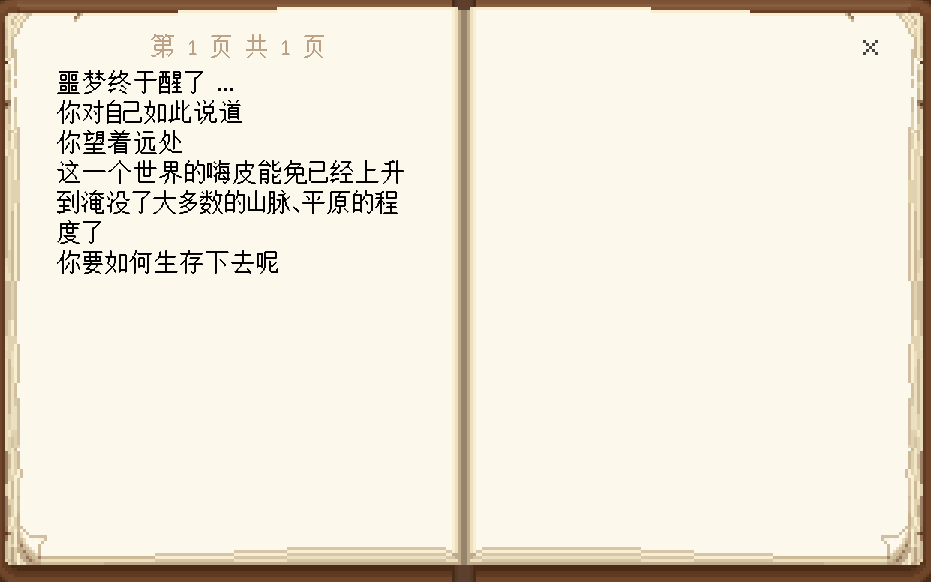 第 1 页 共 1 页
噩梦终于醒了 ...
你对自己如此说道
你望着远处
这一个世界的嗨皮能免已经上升
到淹没了大多数的山脉、平原的程
度了
你要如何生存下去呢